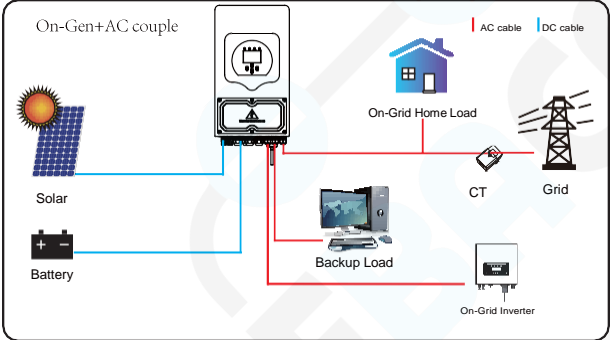 On-Gen+AC couple
AC cable
DC cable
On-Grid Home Load
Solar
CT
Grid
Battery
+ −
Backup Load
On-Grid Inverter